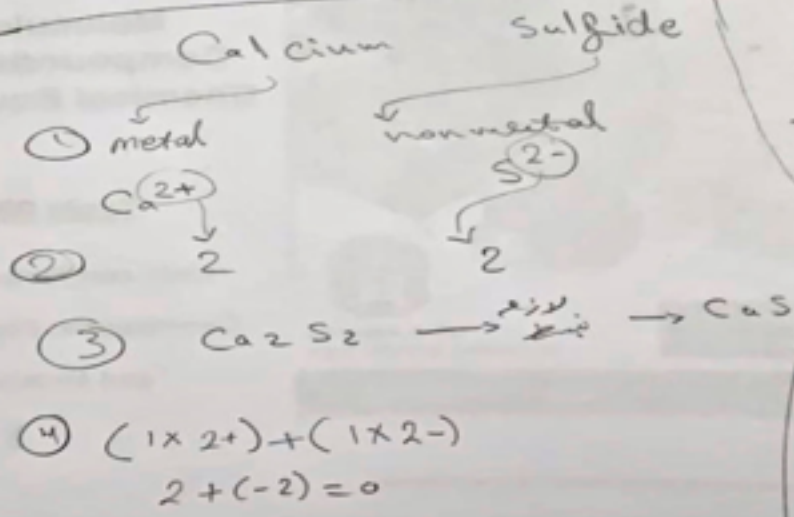 Calcium Sulfide
① metal nonmetal
Ca²⁺ S²⁻
② 2 2
③ Ca2S2 → لازم → CaS
④ (1×2+)+(1×2-)
2+(-2)=0